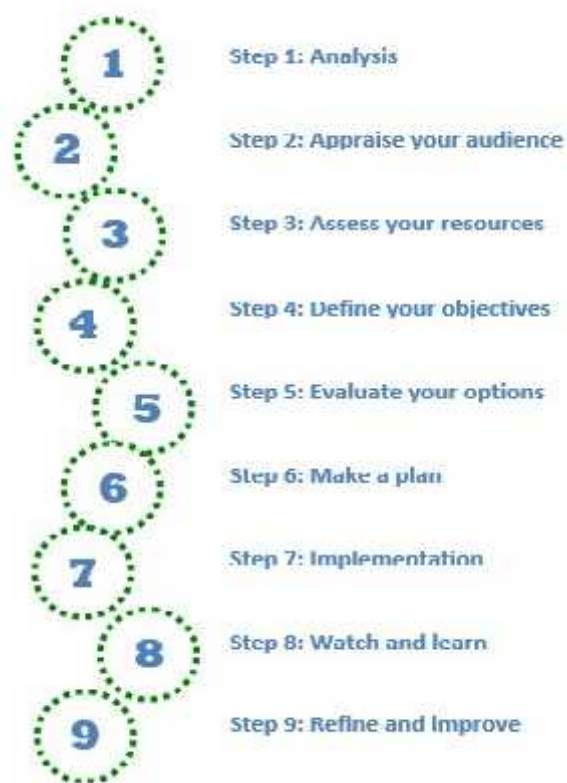 1
Step 1: Analysis
2
Step 2: Appraise your audience
3
Step 3: Assess your resources
4
Step 4: Define your objectives
5
Step 5: Evaluate your options
6
Step 6: Make a plan
7
Step 7: Implementation
8
Step 8: Watch and learn
9
Step 9: Refine and improve